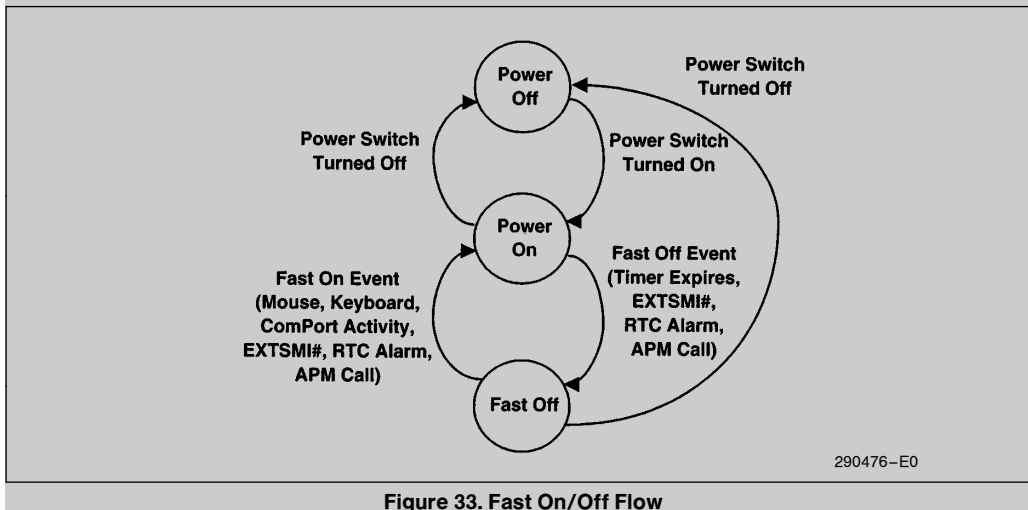 Power
Off
Power Switch
Turned Off
Power Switch
Turned Off
Power Switch
Turned On
Power
On
Fast On Event
(Mouse, Keyboard,
ComPort Activity,
EXTSMI#, RTC Alarm,
APM Call)
Fast Off Event
(Timer Expires,
EXTSMI#,
RTC Alarm,
APM Call)
Fast Off
290476–E0
Figure 33. Fast On/Off Flow